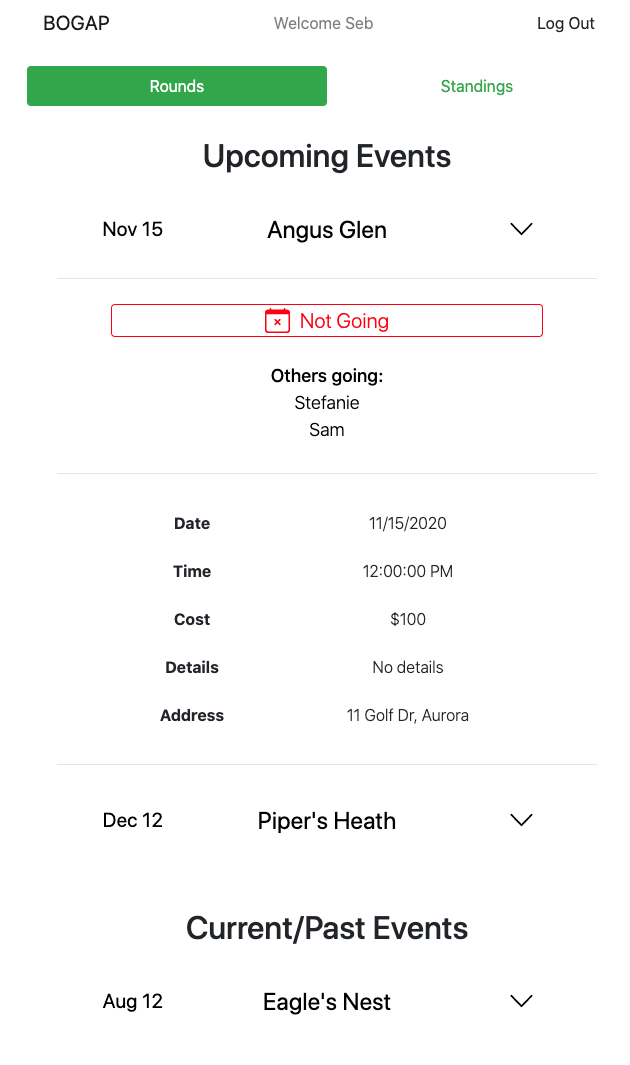 BOGAP Welcome Seb Log Out
Rounds Standings
Upcoming Events
Nov 15 Angus Glen
Not Going
Others going:
Stefanie
Sam
Date 11/15/2020
Time 12:00:00 PM
Cost $100
Details No details
Address 11 Golf Dr, Aurora
Dec 12 Piper's Heath
Current/Past Events
Aug 12 Eagle's Nest